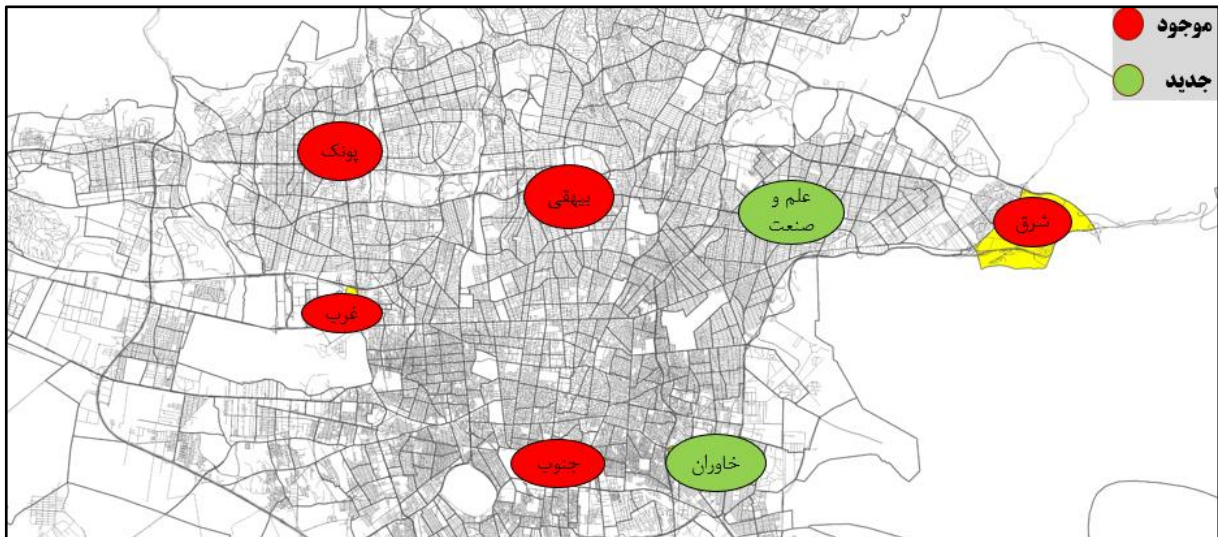 موجود
جدید
پونک
بیهقی
علم و
صنعت
شرق
غرب
جنوب
خاوران